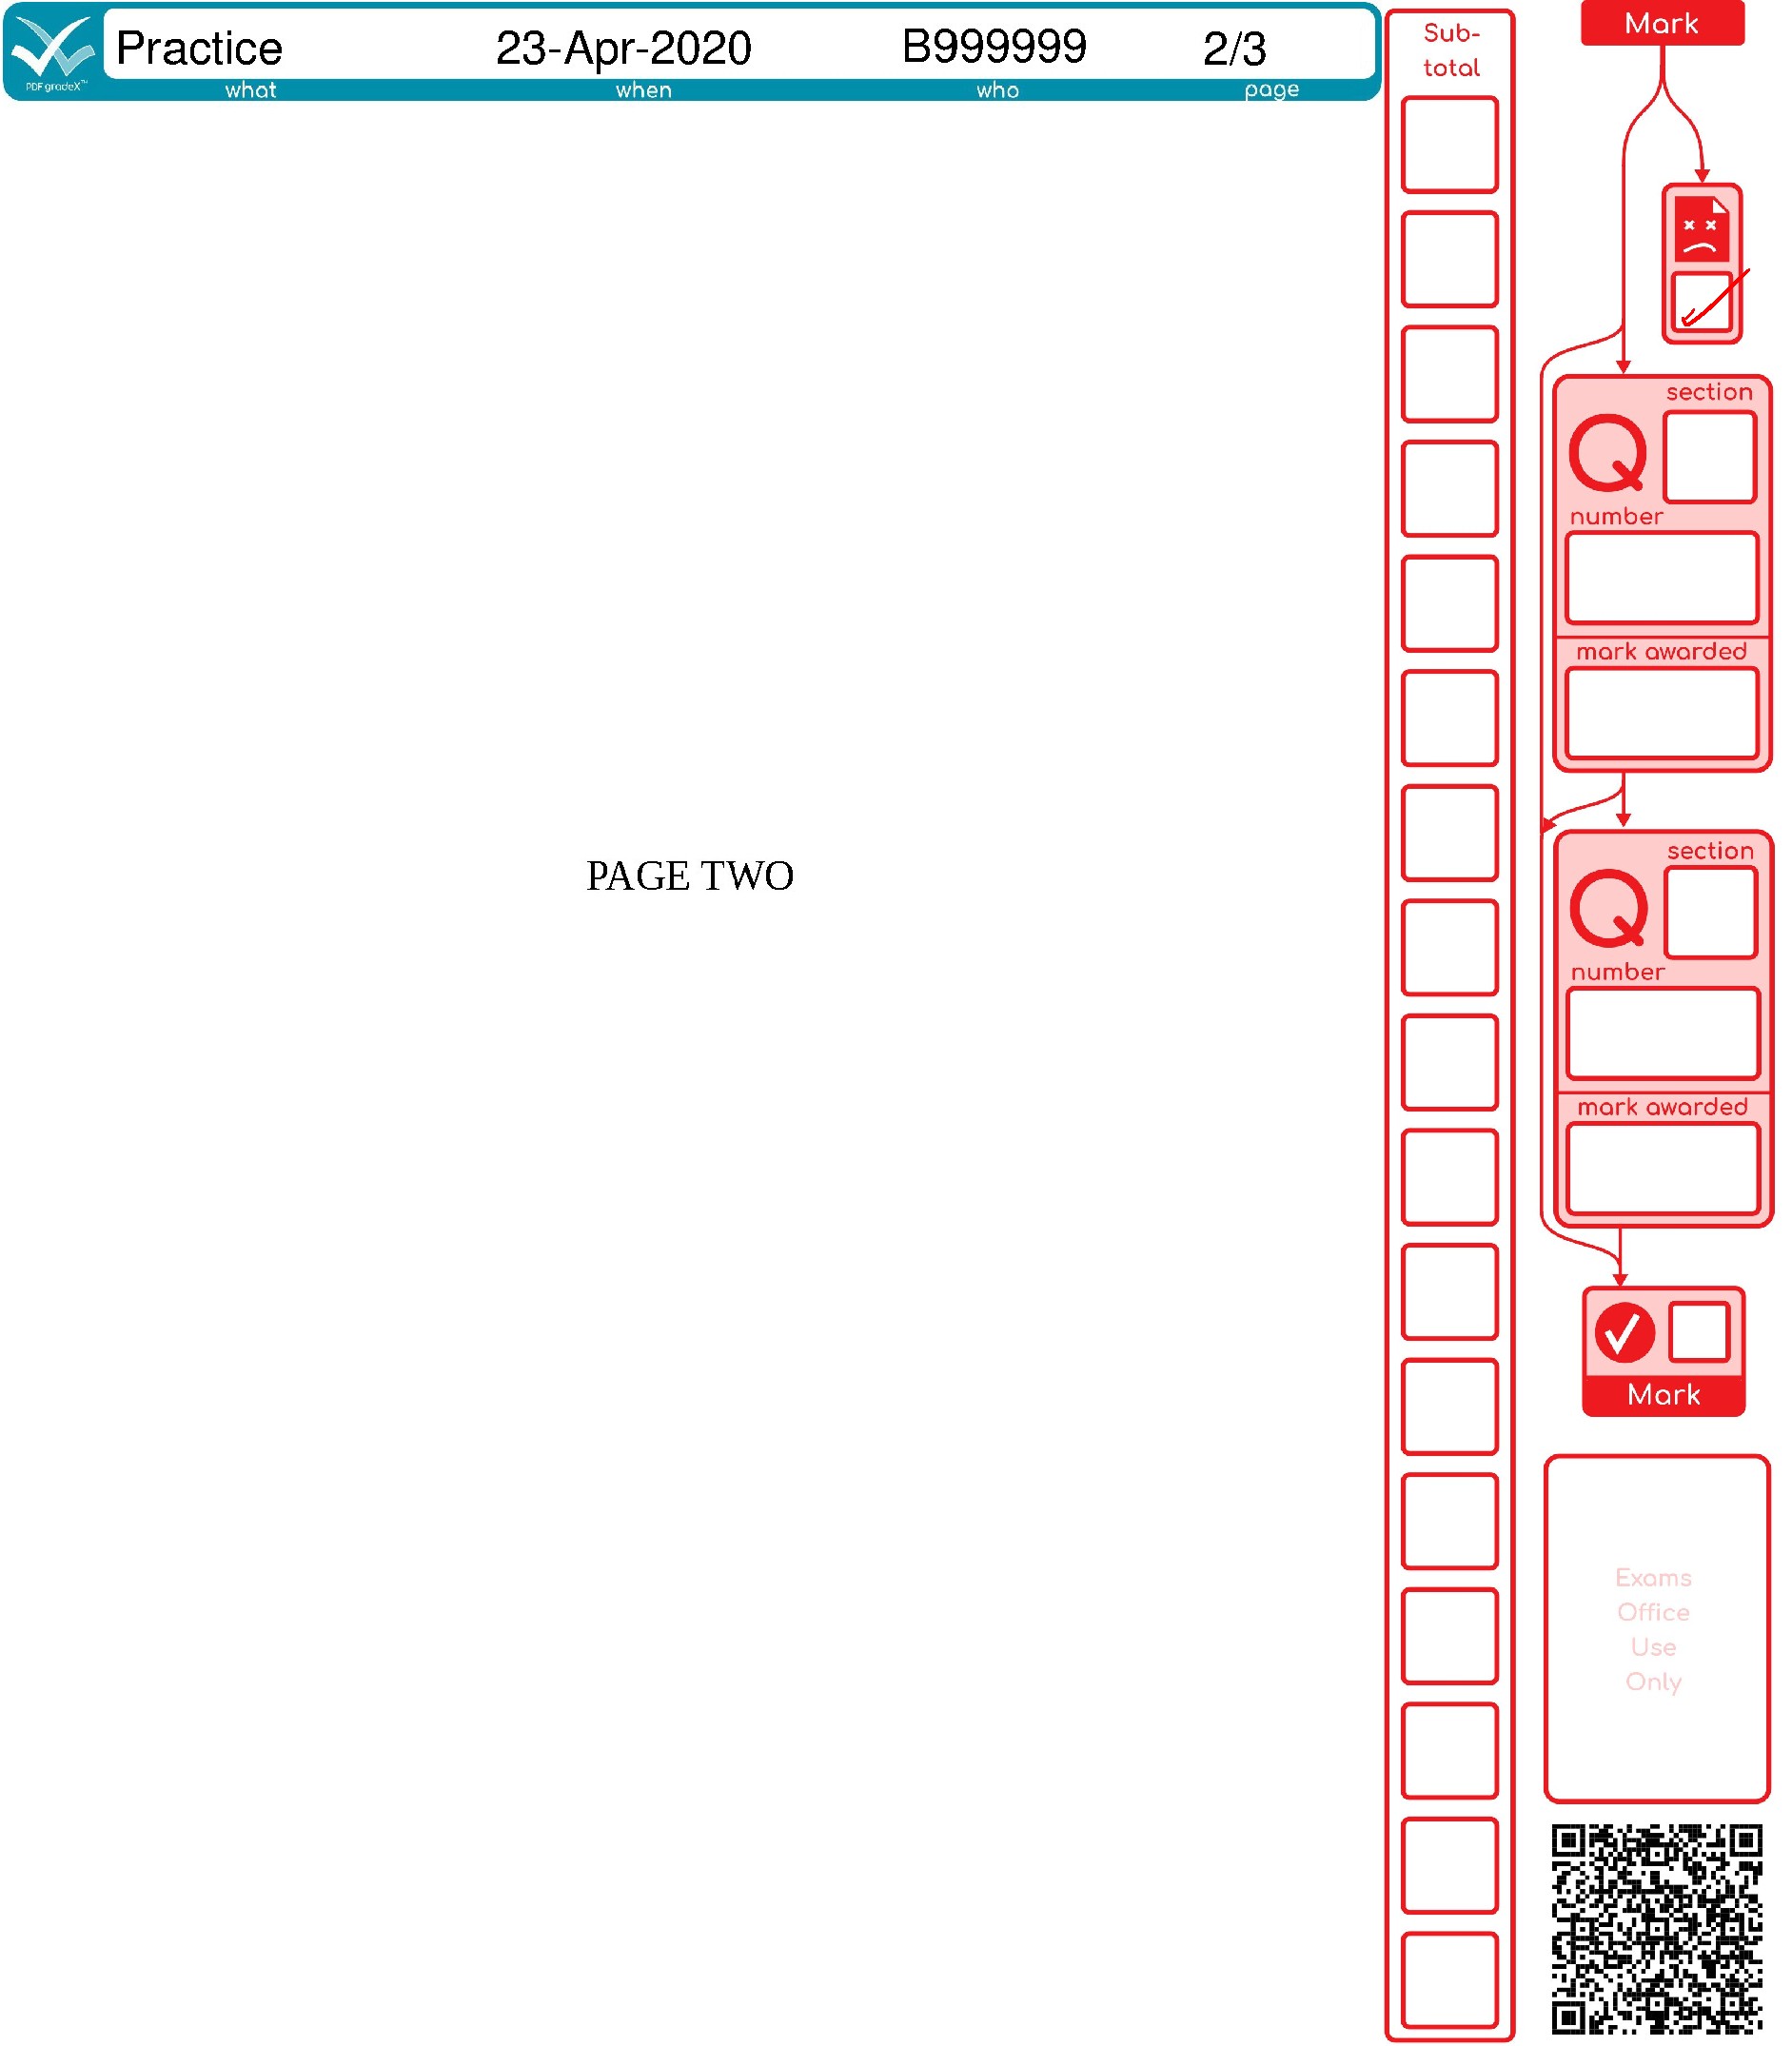 Practice 23-Apr-2020 B999999 2/3
PDF gradeX™ what when who page
Sub-
total
Mark
section
Q
number
mark awarded
PAGE TWO
section
Q
number
mark awarded
Mark
Exams
Office
Use
Only